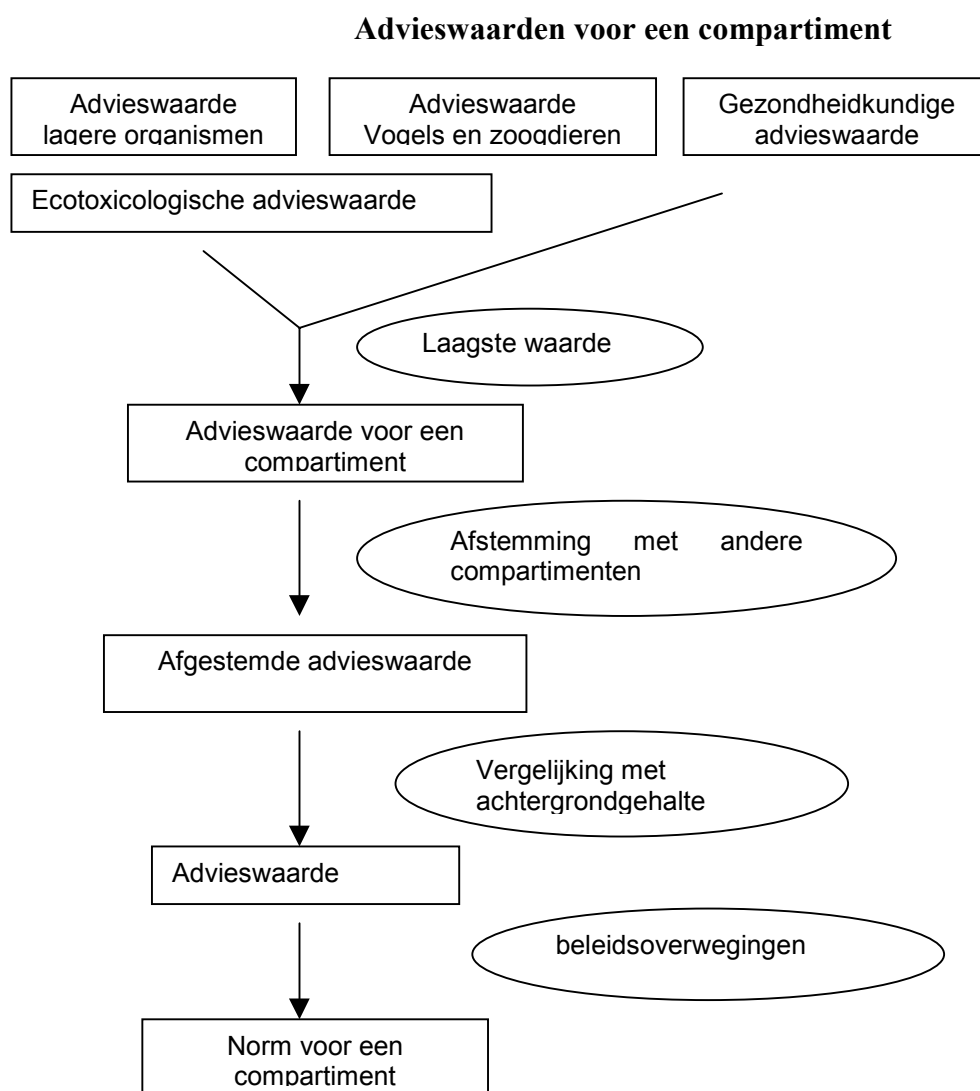 Advieswaarden voor een compartiment
Advieswaarde
lagere organismen
Advieswaarde
Vogels en zoogdieren
Gezondheidkundige
advieswaarde
Ecotoxicologische advieswaarde
Laagste waarde
Advieswaarde voor een
compartiment
Afstemming met andere
compartimenten
Afgestemde advieswaarde
Vergelijking met
achtergrondgehalte
Advieswaarde
beleidsoverwegingen
Norm voor een
compartiment